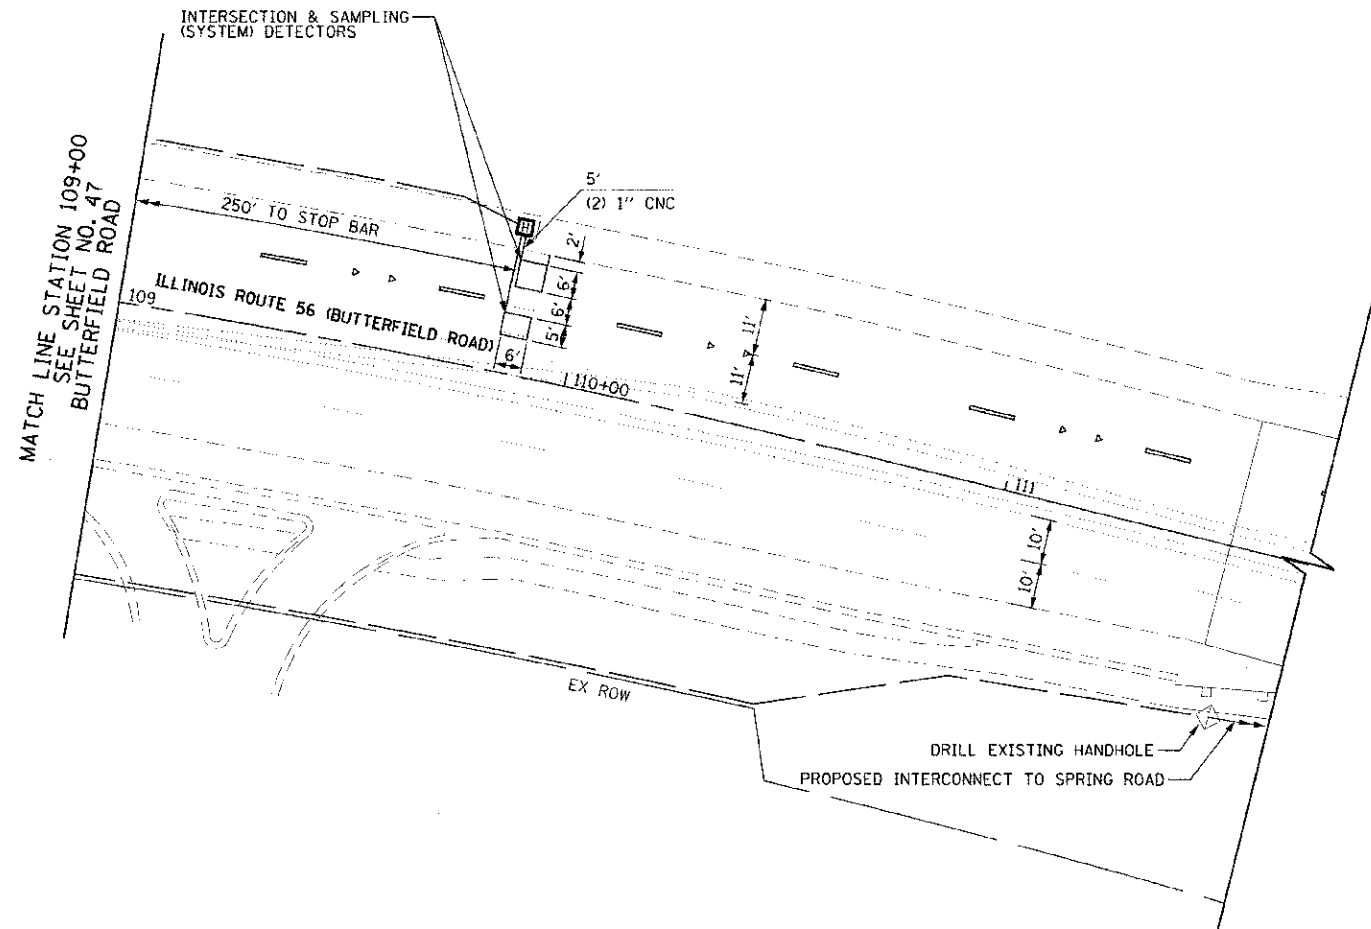 INTERSECTION & SAMPLING
(SYSTEM) DETECTORS
MATCH LINE STATION 109+00
SEE SHEET NO. 47
BUTTERFIELD ROAD
5'
(2) 1" CNC
250' TO STOP BAR
2'
6'
6'
5'
6'
109
ILLINOIS ROUTE 56 (BUTTERFIELD ROAD)
11'
11'
110+00
111
10'
10'
EX ROW
DRILL EXISTING HANDHOLE
PROPOSED INTERCONNECT TO SPRING ROAD